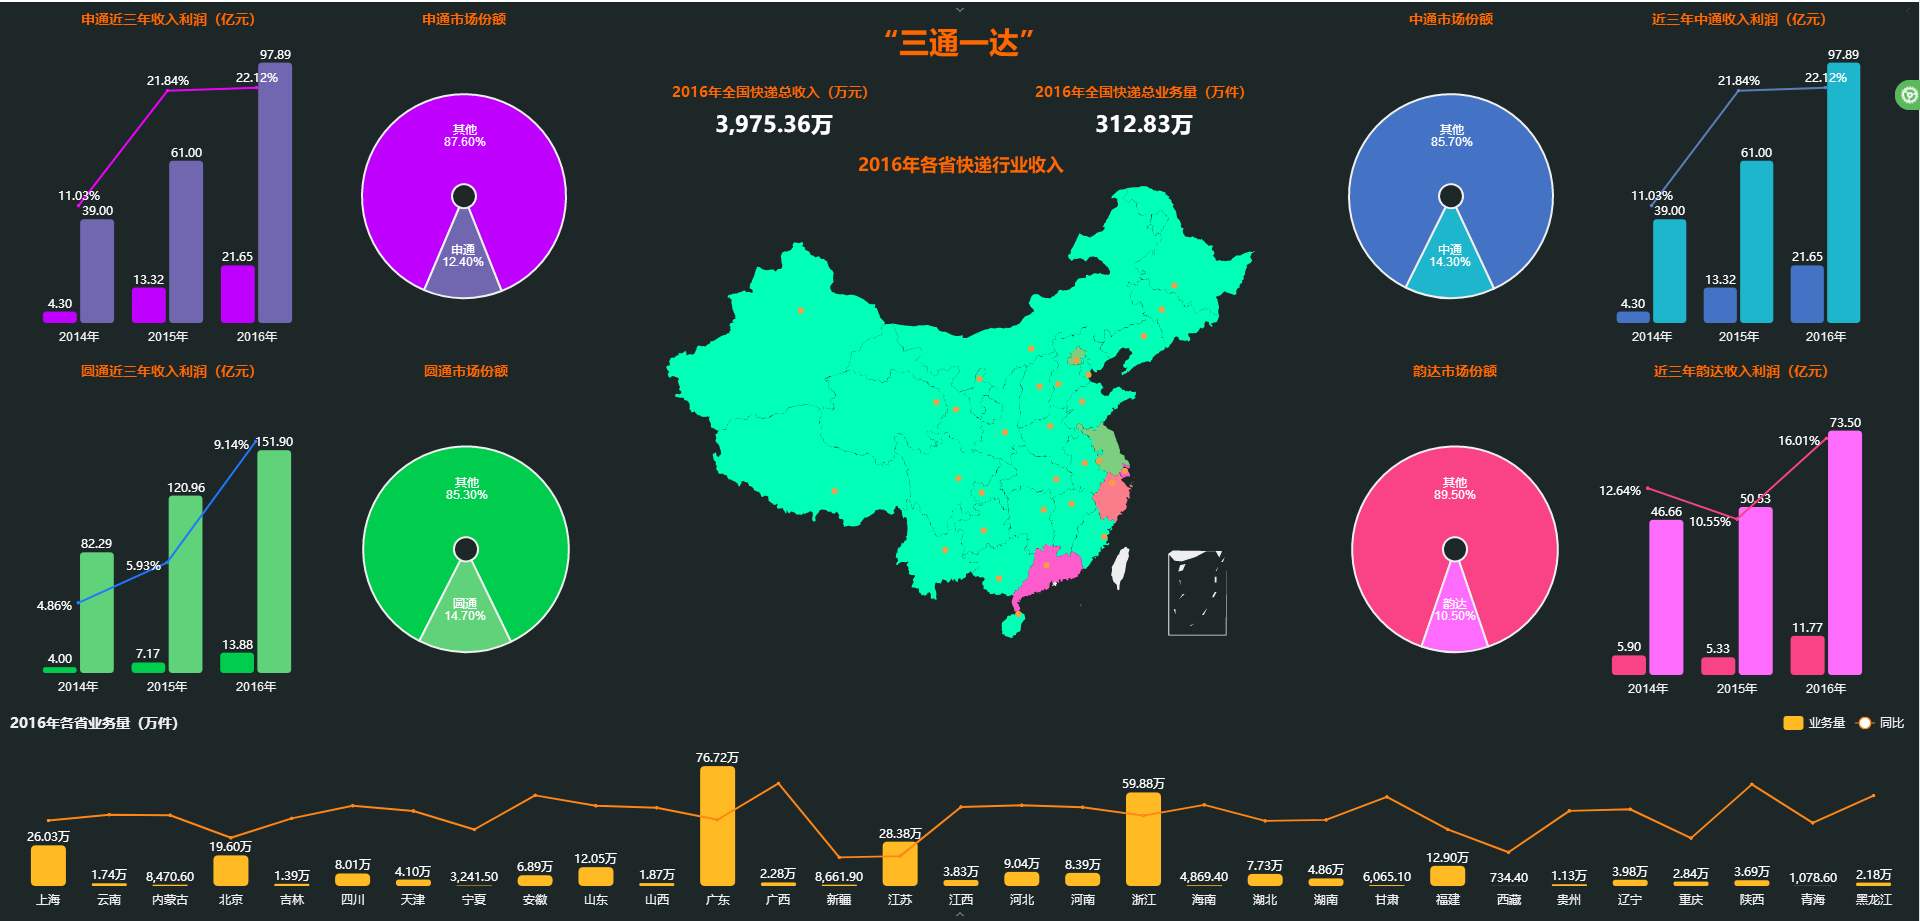 申通近三年收入利润（亿元）
97.89
21.84%
22.12%
61.00
11.03%
39.00
21.65
13.32
4.30
2014年 2015年 2016年
申通市场份额
其他
87.60%
申通
12.40%
“三通一达”
2016年全国快递总收入（万元）
3,975.36万
2016年全国快递总业务量（万件）
312.83万
2016年各省快递行业收入
中通市场份额
其他
85.70%
中通
14.30%
近三年中通收入利润（亿元）
97.89
21.84%
22.12%
61.00
11.03%
39.00
21.65
13.32
4.30
2014年 2015年 2016年
圆通近三年收入利润（亿元）
9.14%
151.90
120.96
82.29
5.93%
4.86%
13.88
7.17
4.00
2014年 2015年 2016年
圆通市场份额
其他
85.30%
圆通
14.70%
韵达市场份额
其他
89.50%
韵达
10.50%
近三年韵达收入利润（亿元）
73.50
16.01%
12.64%
50.53
46.66
10.55%
11.77
5.90
5.33
2014年 2015年 2016年
2016年各省业务量（万件）
业务量 同比
26.03万 1.74万 8,470.60 19.60万 1.39万 8.01万 4.10万 3,241.50 6.89万 12.05万 1.87万 76.72万 2.28万 8,661.90 28.38万 3.83万 9.04万 8.39万 59.88万 4,869.40 7.73万 4.86万 6,065.10 12.90万 734.40 1.13万 3.98万 2.84万 3.69万 1,078.60 2.18万
上海 云南 内蒙古 北京 吉林 四川 天津 宁夏 安徽 山东 山西 广东 广西 新疆 江苏 江西 河北 河南 浙江 海南 湖北 湖南 甘肃 福建 西藏 贵州 辽宁 重庆 陕西 青海 黑龙江